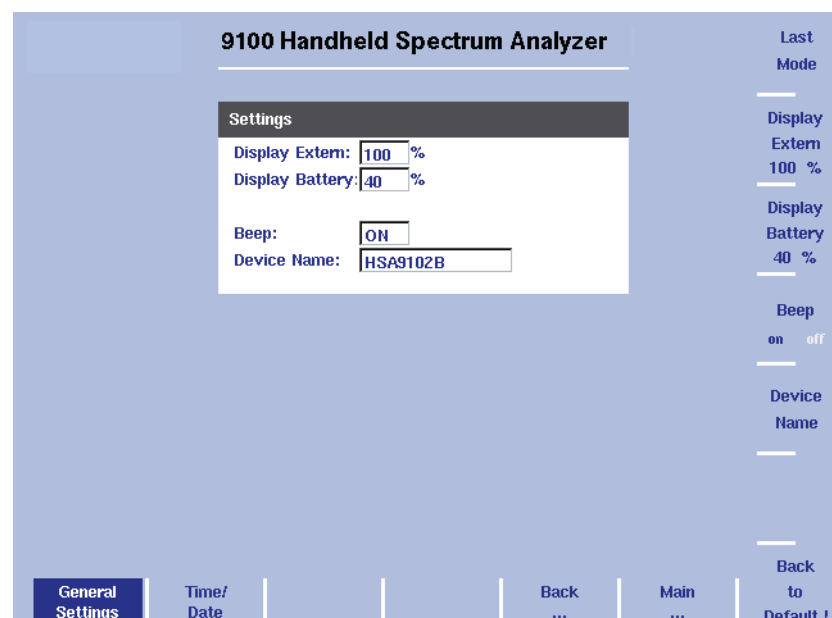 9100 Handheld Spectrum Analyzer
Last
Mode
Settings
Display Extern: 100 %
Display Battery: 40 %
Beep: ON
Device Name: HSA9102B
Display
Extern
100 %
Display
Battery
40 %
Beep
on off
Device
Name
Back
to
Default !
General
Settings
Time/
Date
Back
...
Main
...